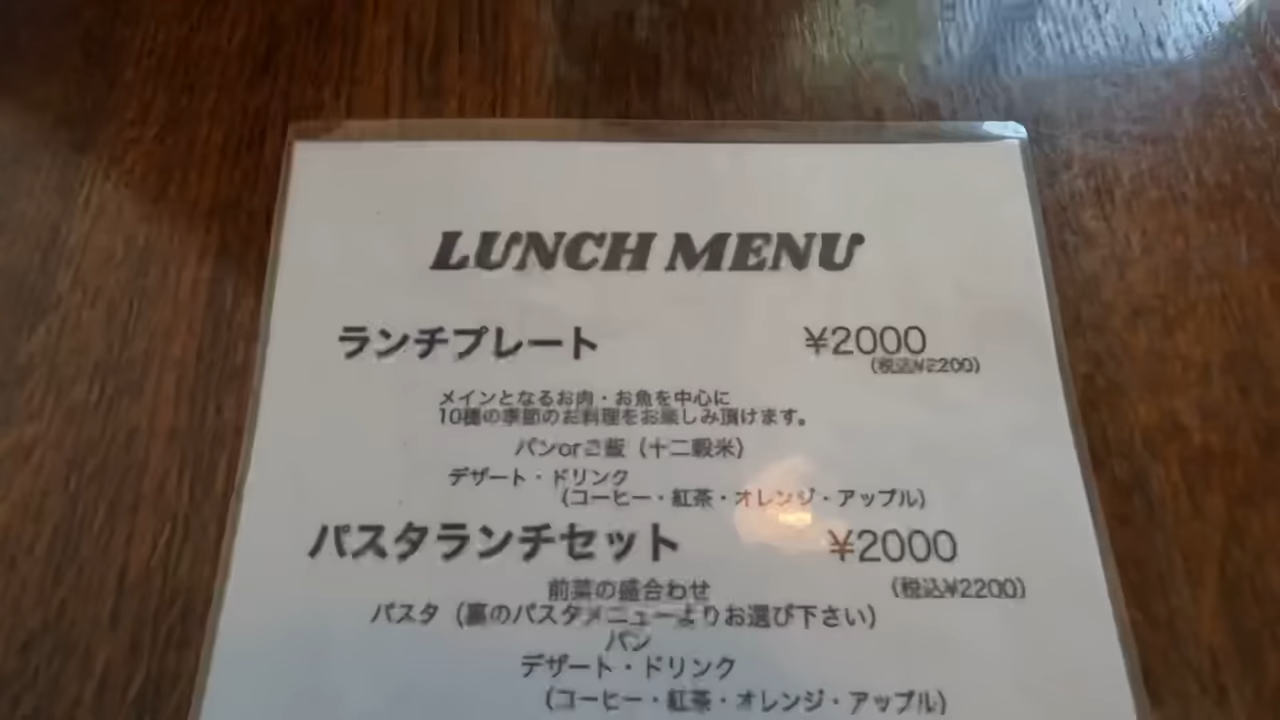 LUNCH MENU
ランチプレート ¥2000
(税込¥2200)
メインとなるお肉・お魚を中心に
10種の季節のお料理をお楽しみ頂けます。
パンorご飯（十二穀米）
デザート・ドリンク
（コーヒー・紅茶・オレンジ・アップル）
パスタランチセット ¥2000
前菜の盛合わせ (税込¥2200)
パスタ（裏のパスタメニューよりお選び下さい）
パン
デザート・ドリンク
（コーヒー・紅茶・オレンジ・アップル）